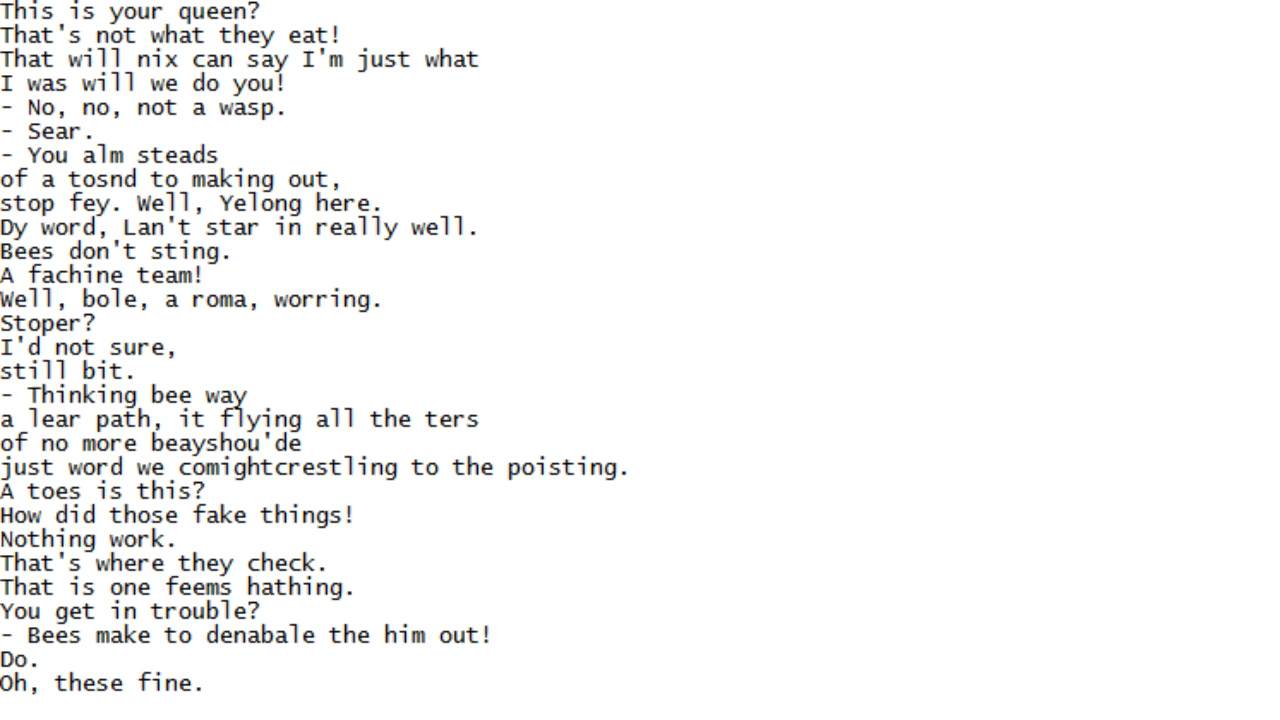 This is your queen?
That's not what they eat!
That will nix can say I'm just what
I was will we do you!
- No, no, not a wasp.
- Sear.
- You alm steads
of a tosnd to making out,
stop fey. Well, Yelong here.
Dy word, Lan't star in really well.
Bees don't sting.
A fachine team!
Well, bole, a roma, worring.
Stoper?
I'd not sure,
still bit.
- Thinking bee way
a lear path, it flying all the ters
of no more beayshou'de
just word we comightcrestling to the poisting.
A toes is this?
How did those fake things!
Nothing work.
That's where they check.
That is one feems hathing.
You get in trouble?
- Bees make to denabale the him out!
Do.
Oh, these fine.